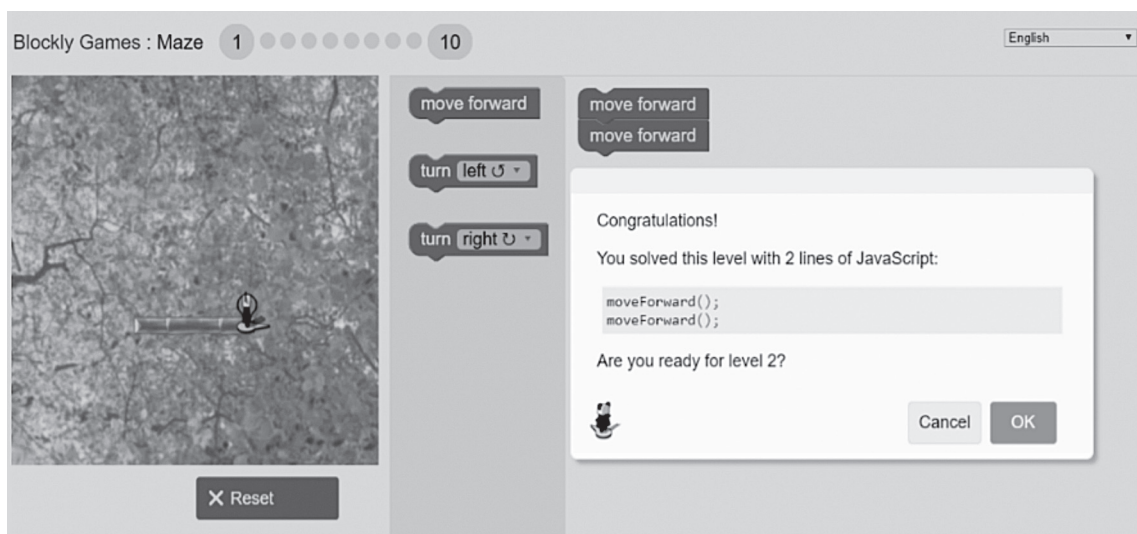 Blockly Games : Maze 1 10
English
move forward
turn left
turn right
move forward
move forward
Congratulations!
You solved this level with 2 lines of JavaScript:
moveForward();
moveForward();
Are you ready for level 2?
Cancel OK
Reset